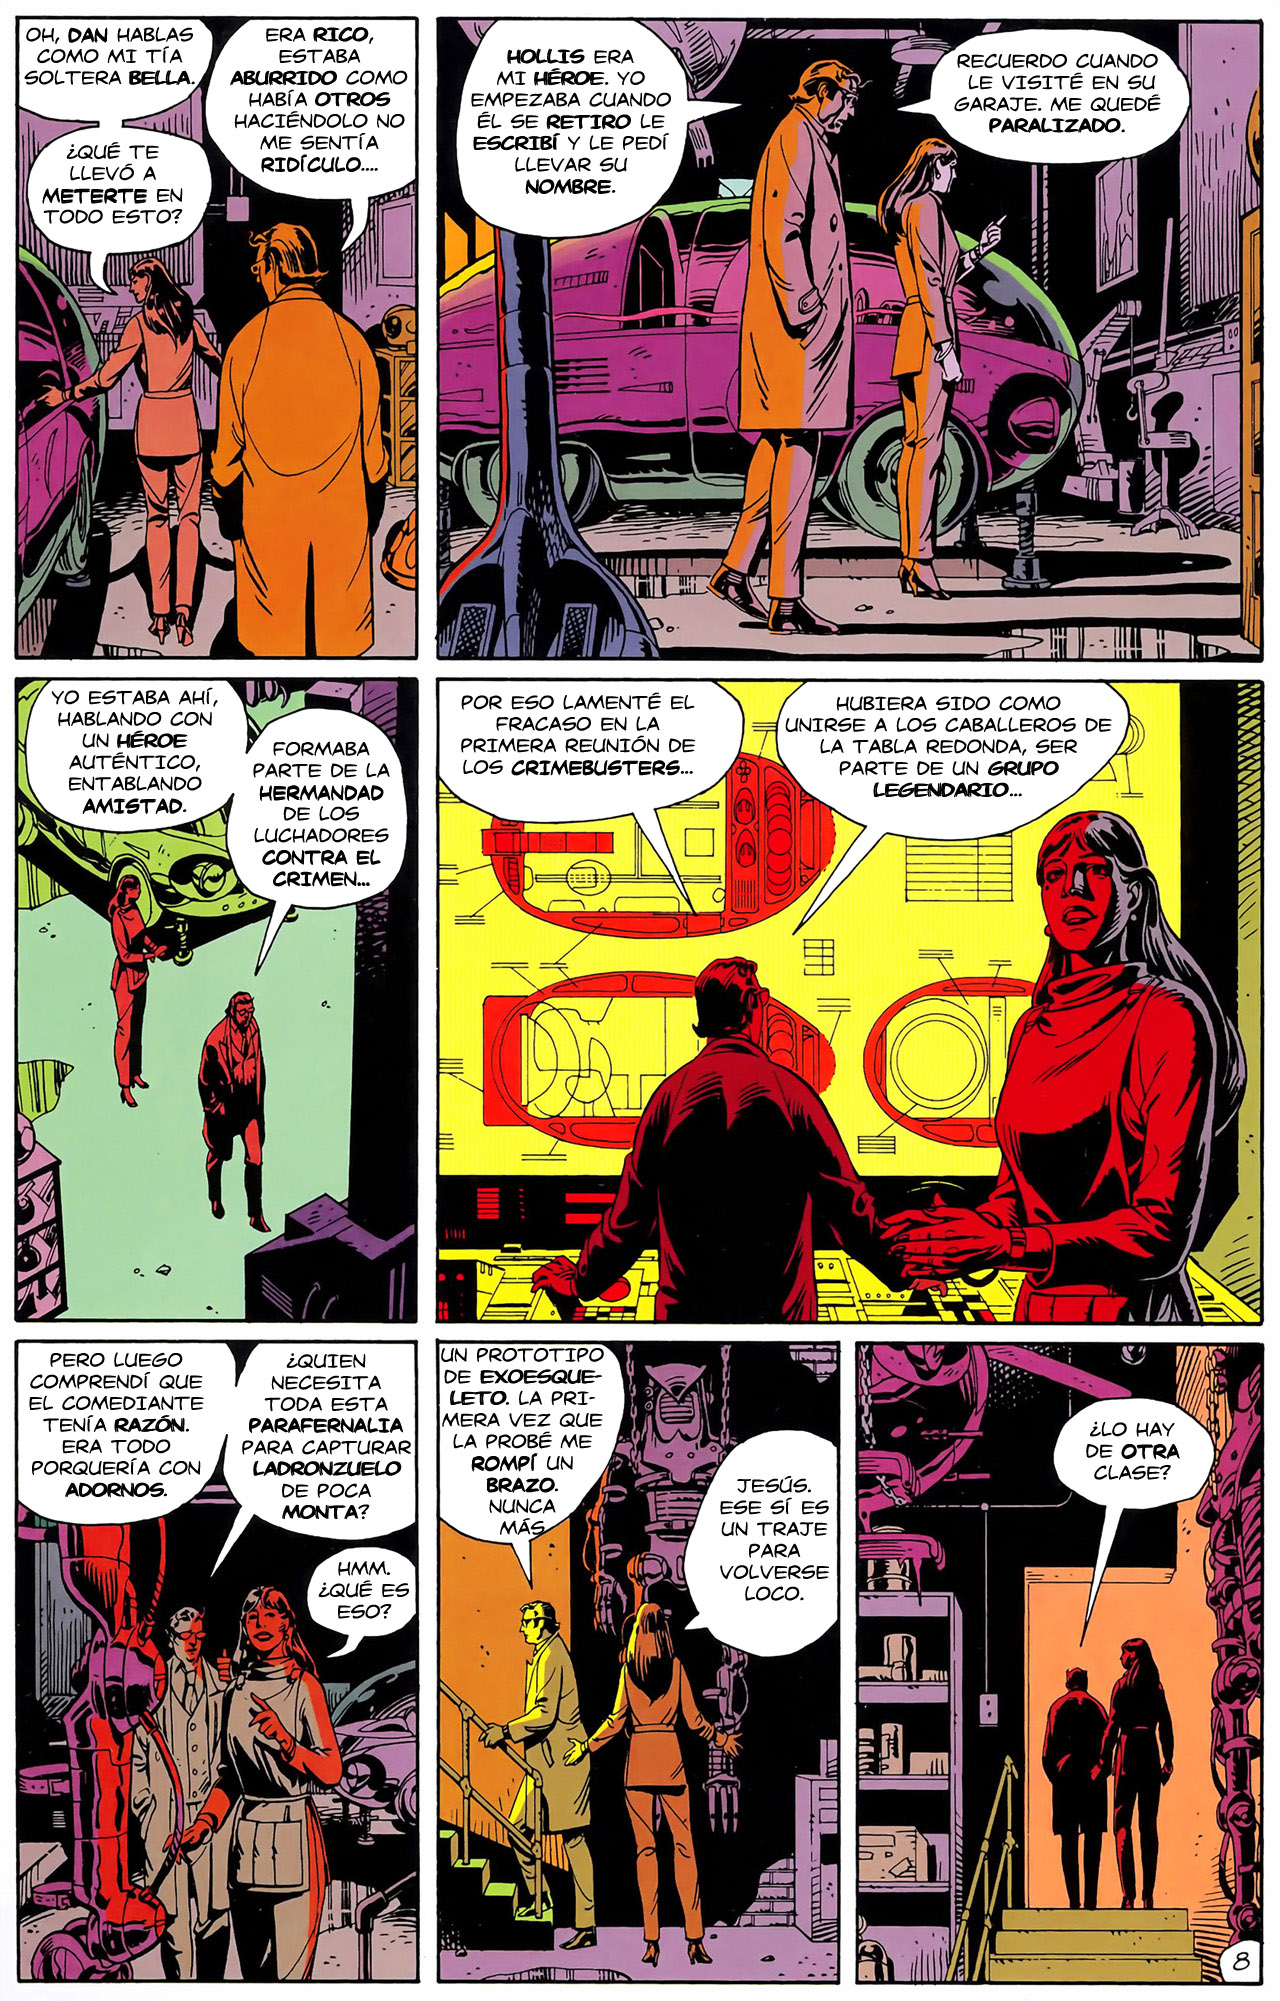 OH, DAN HABLAS
COMO MI TÍA
SOLTERA BELLA.
¿QUÉ TE
LLEVÓ A
METERTE EN
TODO ESTO?
ERA RICO,
ESTABA
ABURRIDO COMO
HABÍA OTROS
HACIÉNDOLO NO
ME SENTÍA
RIDÍCULO....
HOLLIS ERA
MI HÉROE. YO
EMPEZABA CUANDO
ÉL SE RETIRO LE
ESCRIBÍ Y LE PEDÍ
LLEVAR SU
NOMBRE.
RECUERDO CUANDO
LE VISITÉ EN SU
GARAJE. ME QUEDÉ
PARALIZADO.
YO ESTABA AHÍ,
HABLANDO CON
UN HÉROE
AUTÉNTICO,
ENTABLANDO
AMISTAD.
FORMABA
PARTE DE LA
HERMANDAD
DE LOS
LUCHADORES
CONTRA EL
CRIMEN...
POR ESO LAMENTÉ EL
FRACASO EN LA
PRIMERA REUNIÓN DE
LOS CRIMEBUSTERS...
HUBIERA SIDO COMO
UNIRSE A LOS CABALLEROS DE
LA TABLA REDONDA, SER
PARTE DE UN GRUPO
LEGENDARIO...
PERO LUEGO
COMPRENDÍ QUE
EL COMEDIANTE
TENÍA RAZÓN.
ERA TODO
PORQUERÍA CON
ADORNOS.
¿QUIEN
NECESITA
TODA ESTA
PARAFERNALIA
PARA CAPTURAR
LADRONZUELO
DE POCA
MONTA?
HMM.
¿QUÉ ES
ESO?
UN PROTOTIPO
DE EXOESQUE-
LETO. LA PRI-
MERA VEZ QUE
LA PROBÉ ME
ROMPÍ UN
BRAZO.
NUNCA
MÁS
JESÚS.
ESE SÍ ES
UN TRAJE
PARA
VOLVERSE
LOCO.
¿LO HAY
DE OTRA
CLASE?
8